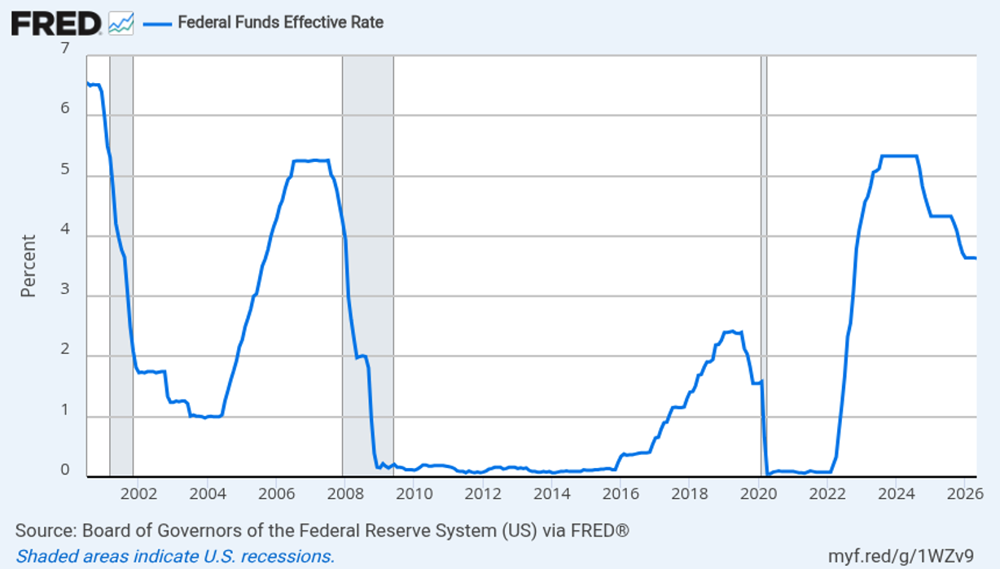 FRED Federal Funds Effective Rate
7
6
5
4
3
2
1
0
Percent
2002 2004 2006 2008 2010 2012 2014 2016 2018 2020 2022 2024 2026
Source: Board of Governors of the Federal Reserve System (US) via FRED®
Shaded areas indicate U.S. recessions.
myf.red/g/1WZv9